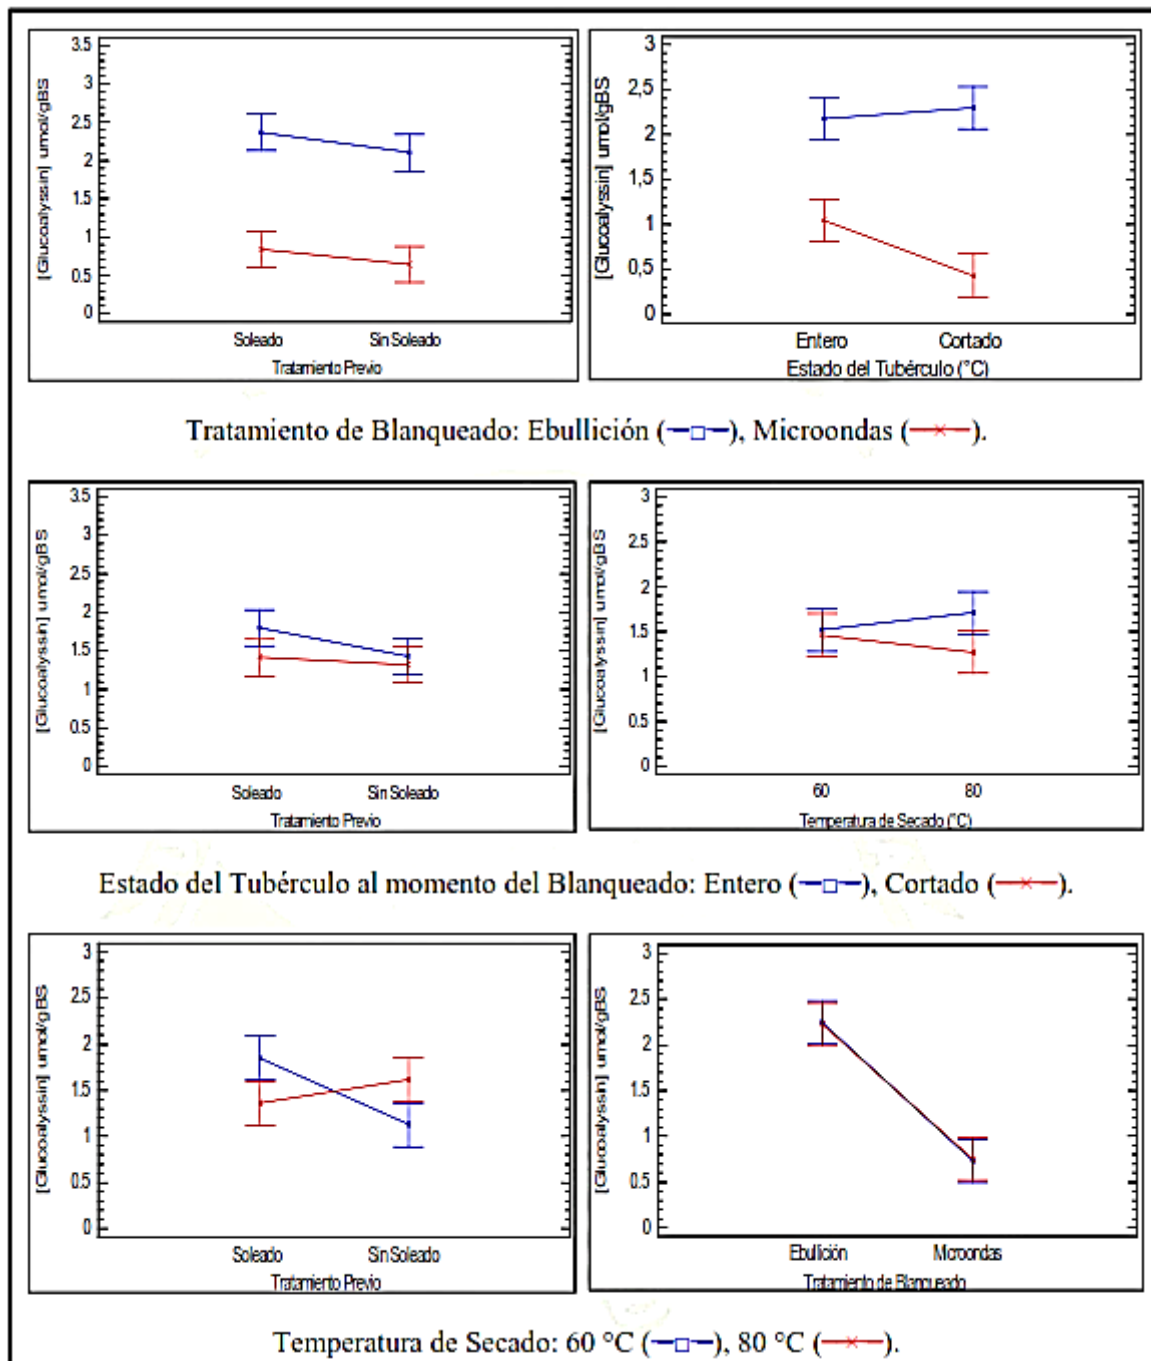 [Glucoalyssin] umol/gBS
3.5
3
2.5
2
1.5
1
0.5
0
Soleado Sin Soleado
Tratamiento Previo
[Glucoalyssin] umol/gBS
3
2,5
2
1,5
1
0,5
0
Entero Cortado
Estado del Tubérculo (°C)
Tratamiento de Blanqueado: Ebullición (), Microondas ().
[Glucoalyssin] umol/gBS
3.5
3
2.5
2
1.5
1
0.5
0
Soleado Sin Soleado
Tratamiento Previo
[Glucoalyssin] umol/gBS
3
2.5
2
1.5
1
0.5
0
60 80
Temperatura de Secado (°C)
Estado del Tubérculo al momento del Blanqueado: Entero (), Cortado ().
[Glucoalyssin] umol/gBS
3
2.5
2
1.5
1
0.5
0
Soleado Sin Soleado
Tratamiento Previo
[Glucoalyssin] umol/gBS
3
2.5
2
1.5
1
0.5
0
Ebullición Microondas
Tratamiento de Blanqueado
Temperatura de Secado: 60 °C (), 80 °C ().